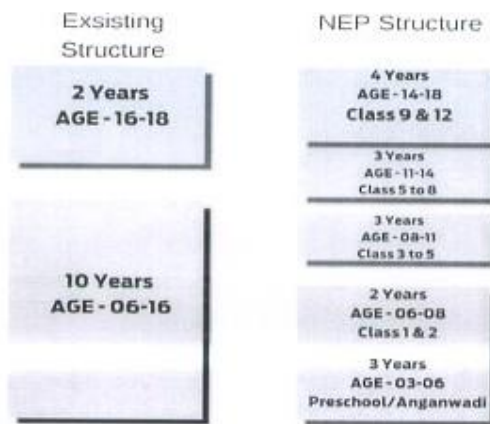 Exsisting
Structure
2 Years
AGE - 16-18
10 Years
AGE - 06-16
NEP Structure
4 Years
AGE - 14-18
Class 9 & 12
3 Years
AGE - 11-14
Class 5 to 8
3 Years
AGE - 08-11
Class 3 to 5
2 Years
AGE - 06-08
Class 1 & 2
3 Years
AGE - 03-06
Preschool/Anganwadi